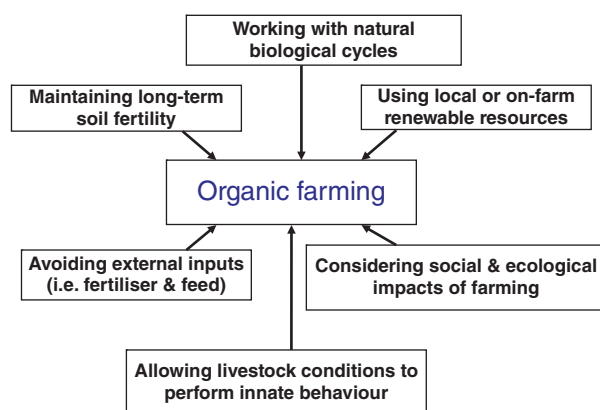 Working with natural
biological cycles
Maintaining long-term
soil fertility
Using local or on-farm
renewable resources
Organic farming
Avoiding external inputs
(i.e. fertiliser & feed)
Considering social & ecological
impacts of farming
Allowing livestock conditions to
perform innate behaviour